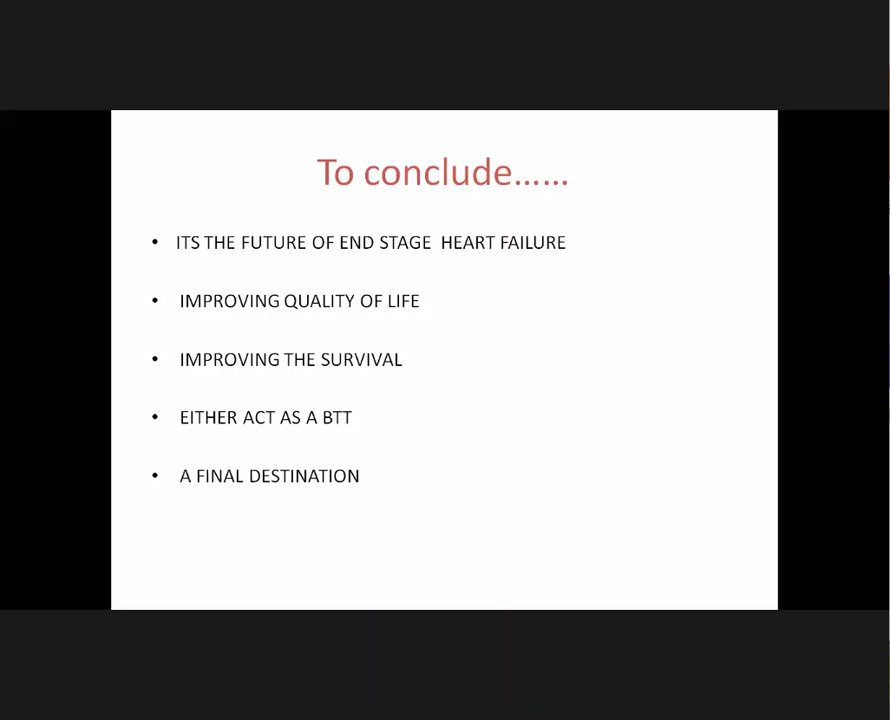 To conclude……
• ITS THE FUTURE OF END STAGE HEART FAILURE
• IMPROVING QUALITY OF LIFE
• IMPROVING THE SURVIVAL
• EITHER ACT AS A BTT
• A FINAL DESTINATION